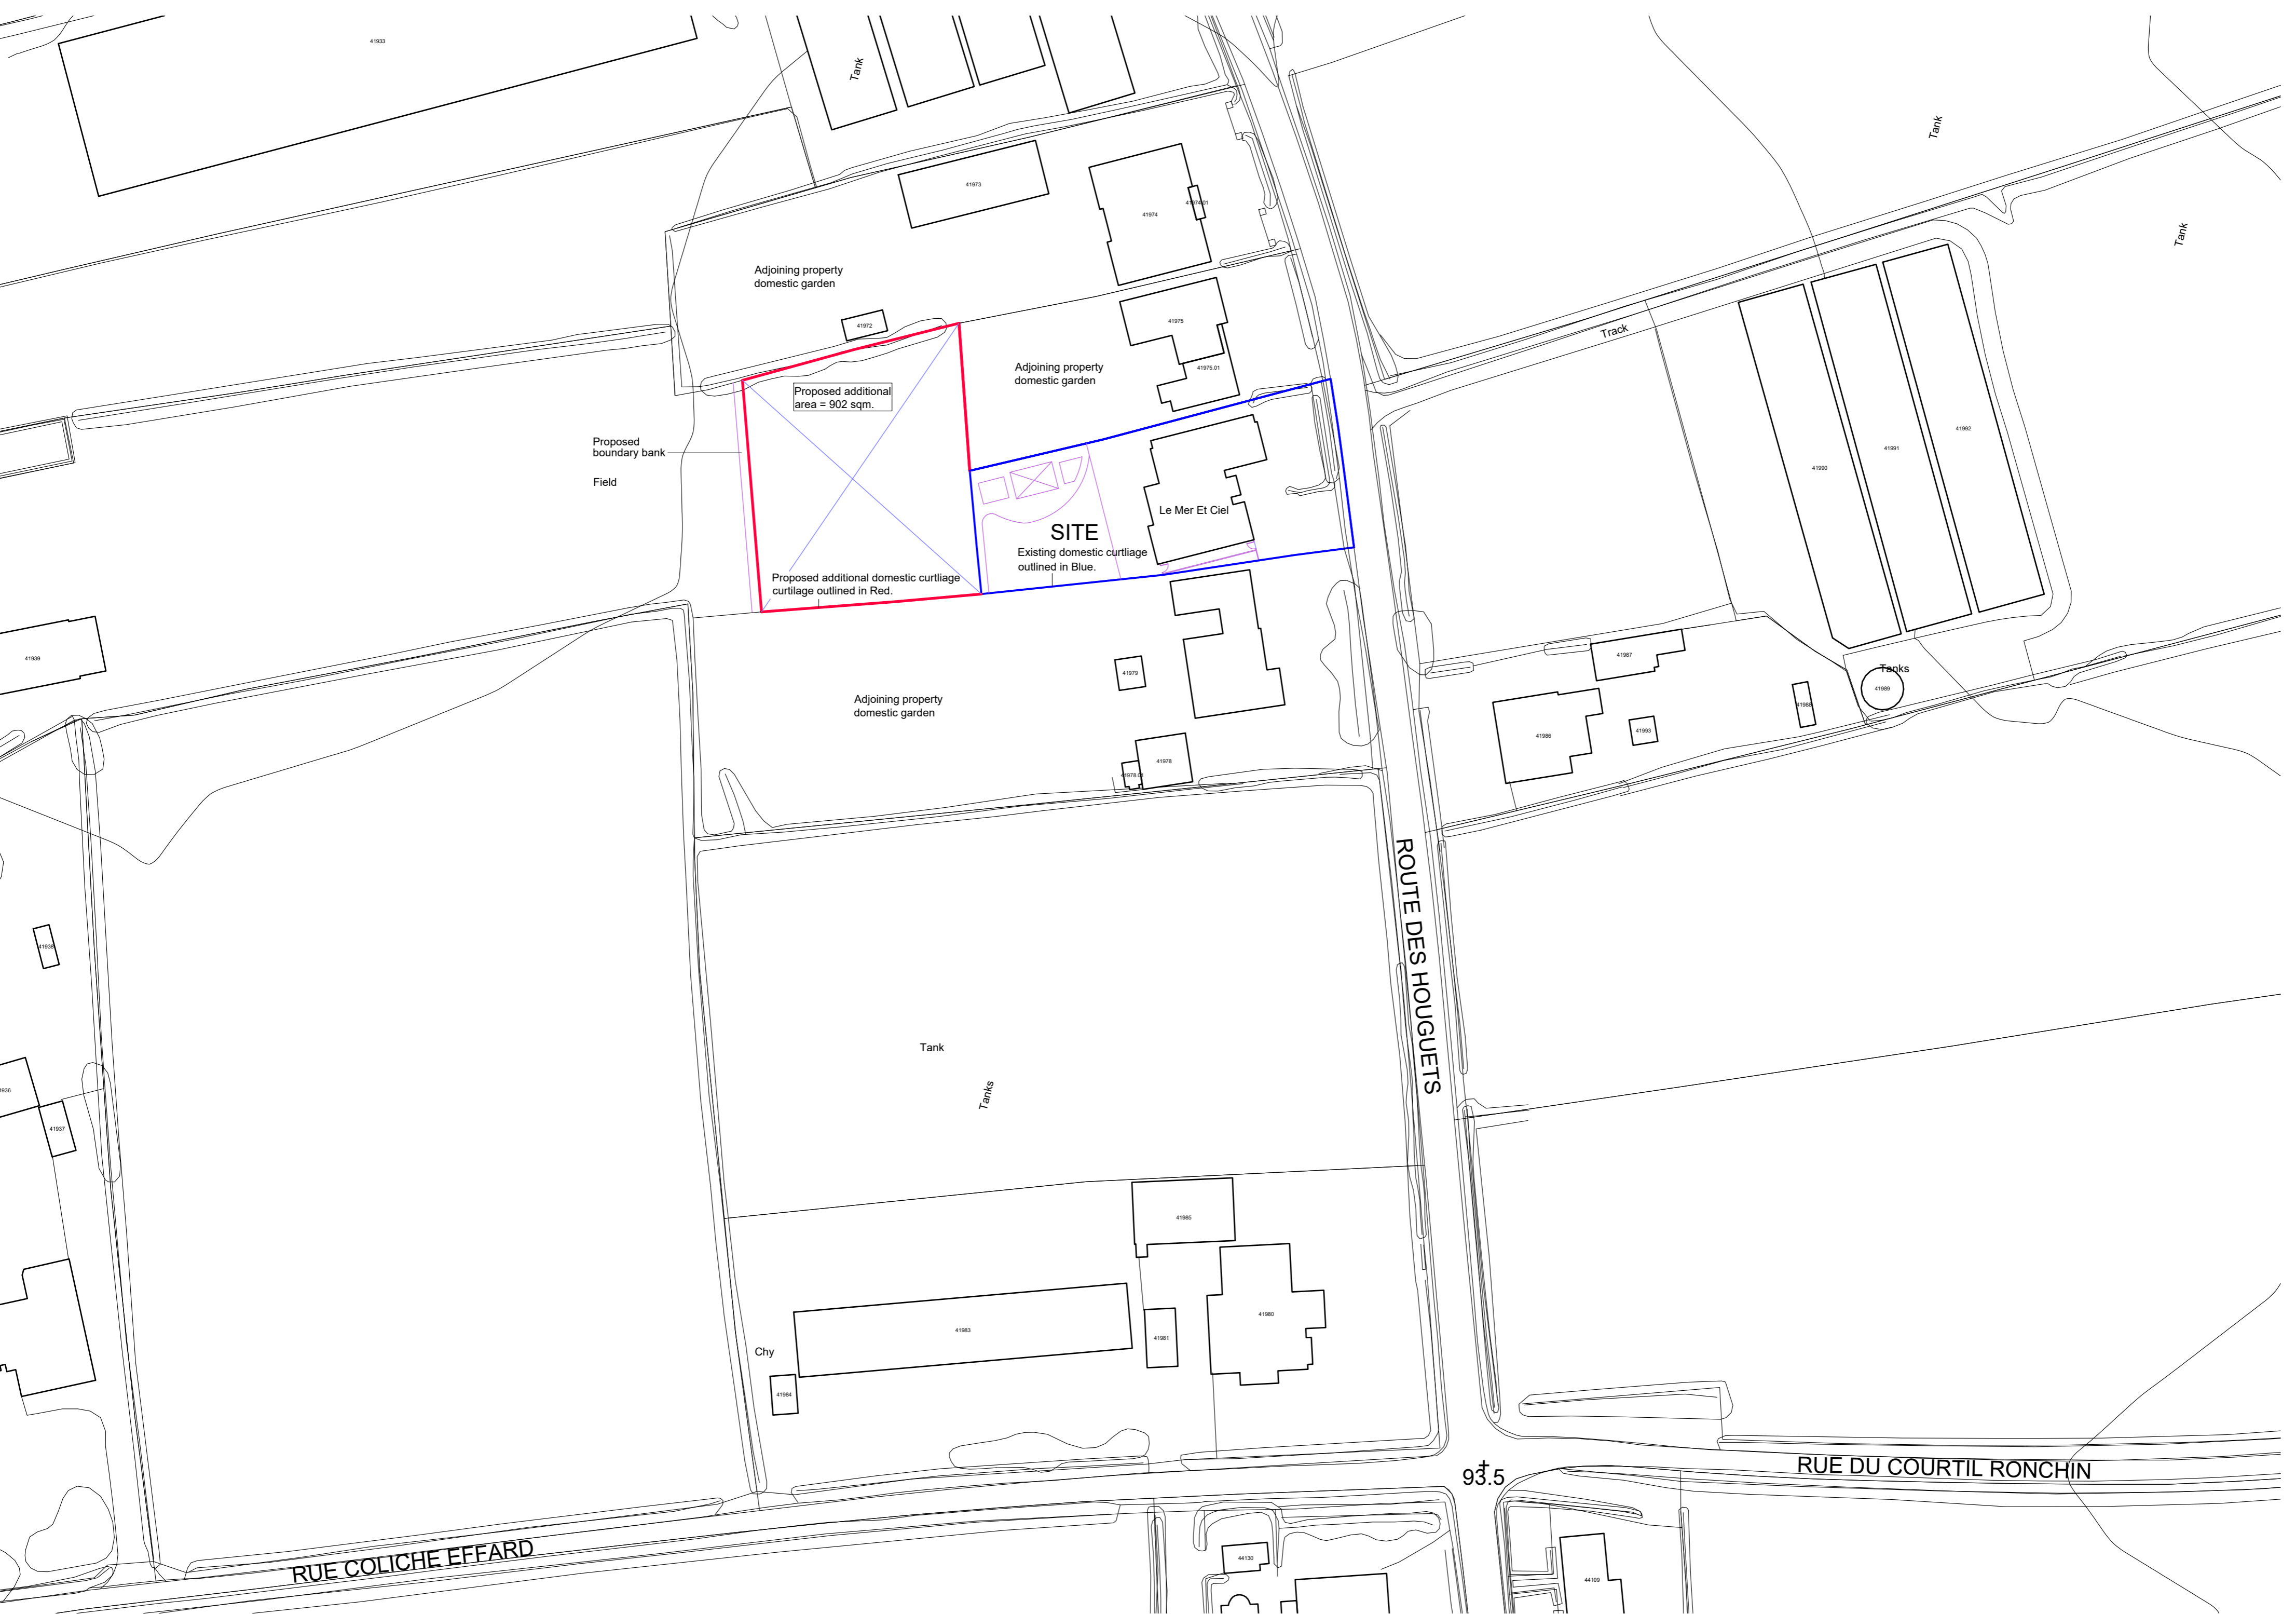 41933
Tank
Tank
41973
41974
41974.01
Tank
Adjoining property
domestic garden
41972
41975
Track
Adjoining property
domestic garden
41975.01
Proposed additional
area = 902 sqm.
Proposed
boundary bank
Field
41990
41991
41992
Le Mer Et Ciel
SITE
Existing domestic curtliage
outlined in Blue.
Proposed additional domestic curtliage
curtilage outlined in Red.
41939
41979
41987
Tanks
41989
41988
41986
41993
Adjoining property
domestic garden
41978
ROUTE DES HOUGUETS
41938
Tank
Tanks
41937
41985
41983
41981
41980
Chy
41984
93.5
RUE DU COURTIL RONCHIN
RUE COLICHE EFFARD
44130
44109